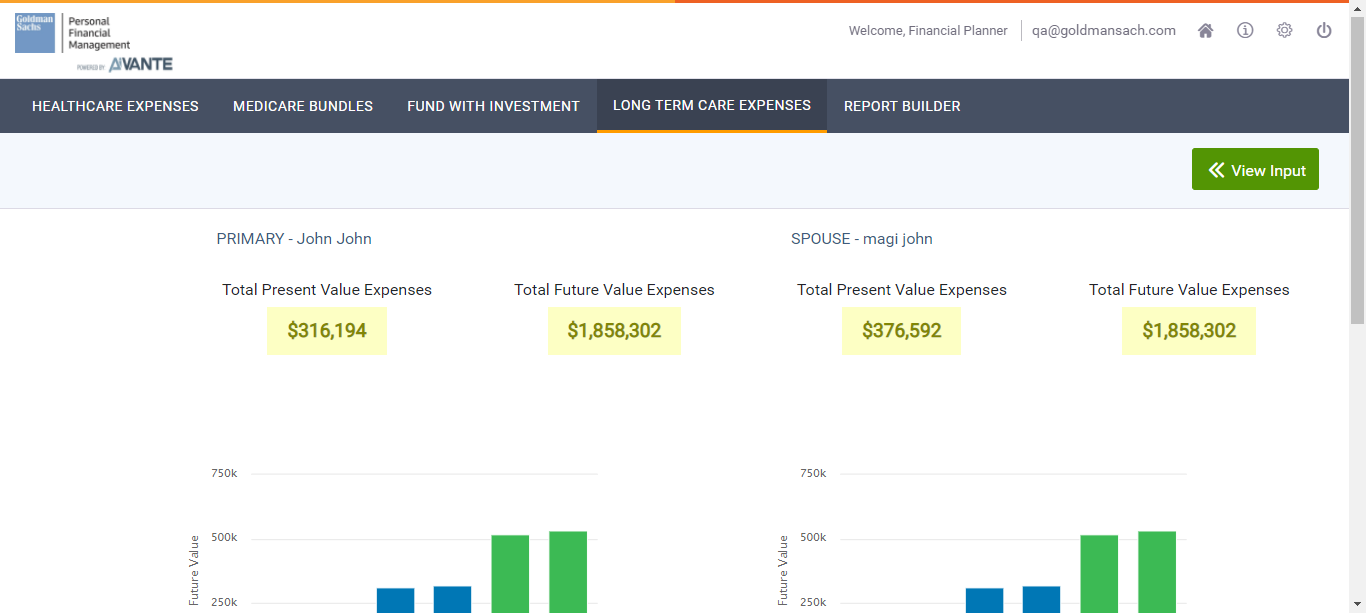 Goldman
Sachs
Personal
Financial
Management
POWERED BY AIVANTE
Welcome, Financial Planner
qa@goldmansach.com
HEALTHCARE EXPENSES
MEDICARE BUNDLES
FUND WITH INVESTMENT
LONG TERM CARE EXPENSES
REPORT BUILDER
View Input
PRIMARY - John John
Total Present Value Expenses
$316,194
Total Future Value Expenses
$1,858,302
SPOUSE - magi john
Total Present Value Expenses
$376,592
Total Future Value Expenses
$1,858,302
750k
500k
250k
Future Value
750k
500k
250k
Future Value